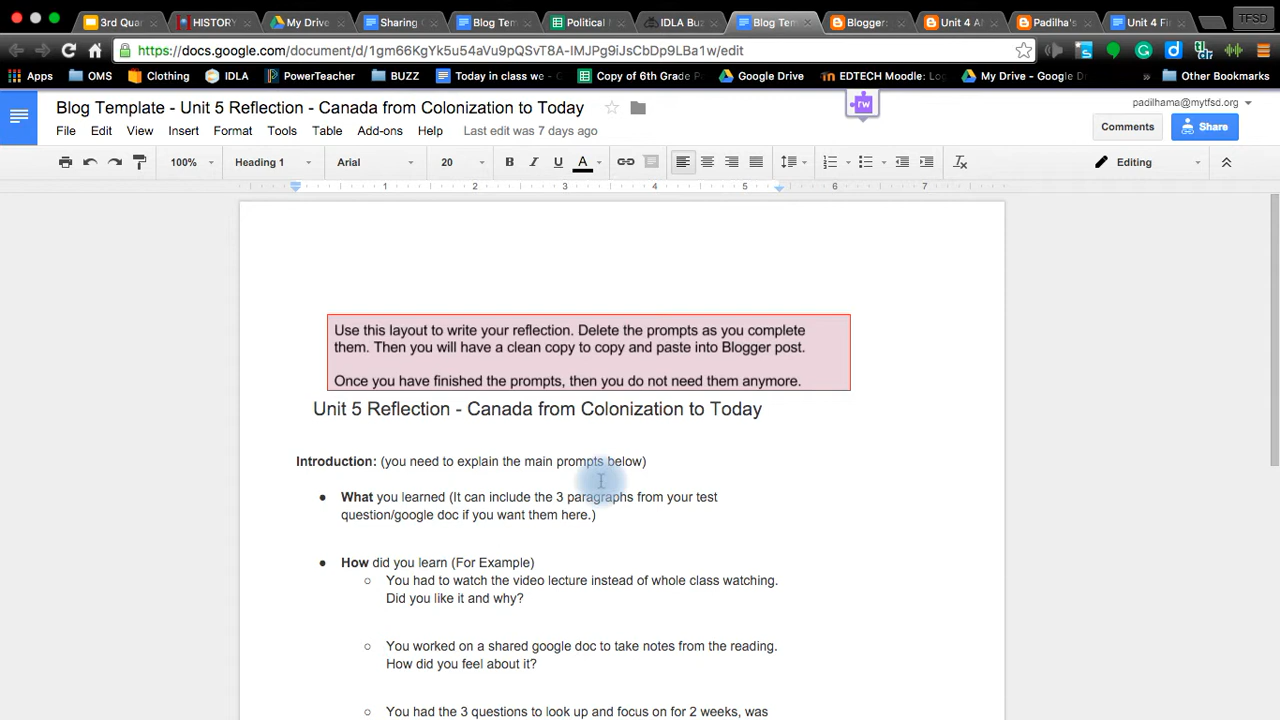 3rd Quar
HISTORY
My Drive
Sharing
Blog Tem
Political
IDLA Buz
Blog Tem
Blogger:
Unit 4 Al
Padilha's
Unit 4 Fi
TFSD
https://docs.google.com/document/d/1gm66KgYk5u54aVu9pQSvT8A-IMJPg9iJsCbDp9LBa1w/edit
Apps OMS Clothing IDLA PowerTeacher BUZZ Today in class we - Copy of 6th Grade P Google Drive EDTECH Moodle: Log My Drive - Google D » Other Bookmarks
Blog Template - Unit 5 Reflection - Canada from Colonization to Today
rw
padilhama@mytfsd.org
File Edit View Insert Format Tools Table Add-ons Help Last edit was 7 days ago
Comments Share
100% Heading 1 Arial 20 B I U A Editing
1 2 3 4 5 6 7
Use this layout to write your reflection. Delete the prompts as you complete
them. Then you will have a clean copy to copy and paste into Blogger post.
Once you have finished the prompts, then you do not need them anymore.
Unit 5 Reflection - Canada from Colonization to Today
Introduction: (you need to explain the main prompts below)
● What you learned (It can include the 3 paragraphs from your test
question/google doc if you want them here.)
● How did you learn (For Example)
○ You had to watch the video lecture instead of whole class watching.
Did you like it and why?
○ You worked on a shared google doc to take notes from the reading.
How did you feel about it?
○ You had the 3 questions to look up and focus on for 2 weeks, was